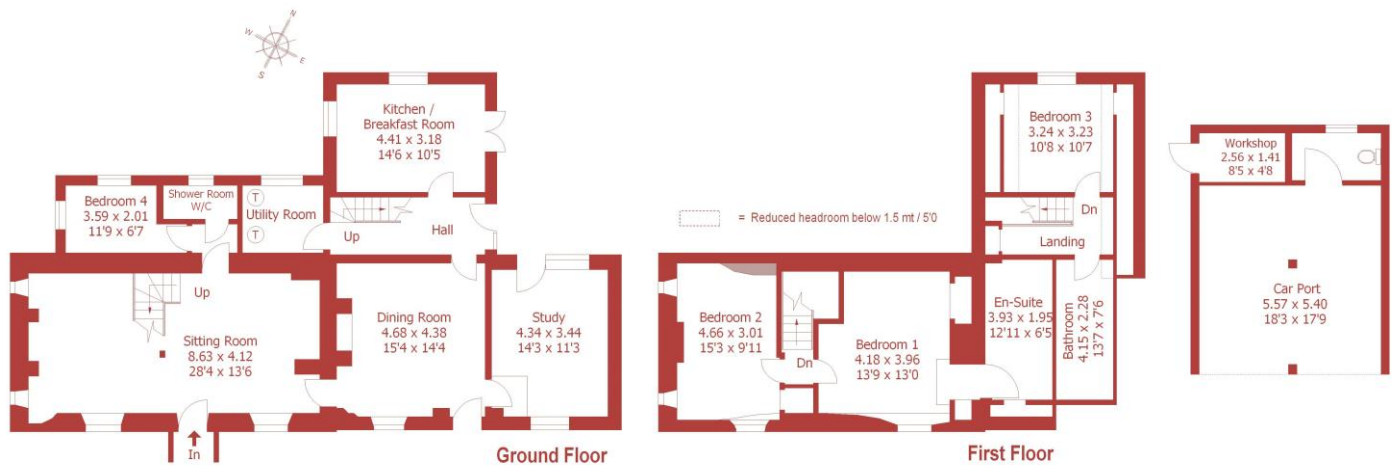 N
W
E
S
Kitchen /
Breakfast Room
4.41 x 3.18
14'6 x 10'5
Bedroom 4
3.59 x 2.01
11'9 x 6'7
Shower Room
W/C
T
Utility Room
T
Up
Hall
Up
Sitting Room
8.63 x 4.12
28'4 x 13'6
Dining Room
4.68 x 4.38
15'4 x 14'4
Study
4.34 x 3.44
14'3 x 11'3
In
Ground Floor
= Reduced headroom below 1.5 mt / 5'0
Bedroom 3
3.24 x 3.23
10'8 x 10'7
Dn
Landing
Bedroom 2
4.66 x 3.01
15'3 x 9'11
Dn
Bedroom 1
4.18 x 3.96
13'9 x 13'0
En-Suite
3.93 x 1.95
12'11 x 6'5
Bathroom
4.15 x 2.28
13'7 x 7'6
First Floor
Workshop
2.56 x 1.41
8'5 x 4'8
Car Port
5.57 x 5.40
18'3 x 17'9